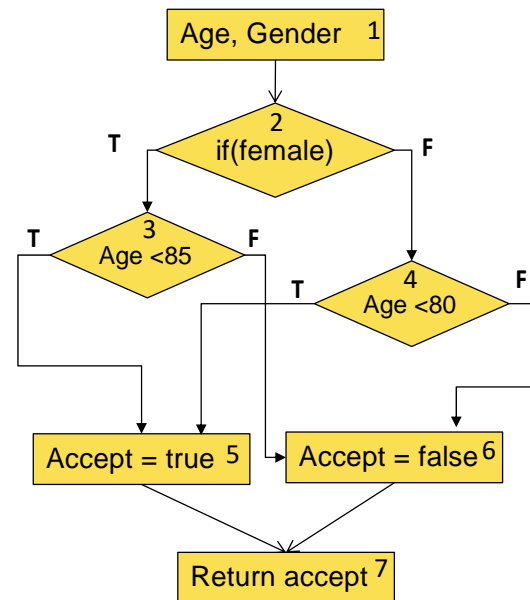 Age, Gender 1
2
if(female)
T
F
3
Age <85
T
F
4
Age <80
T
F
Accept = true 5
Accept = false 6
Return accept 7